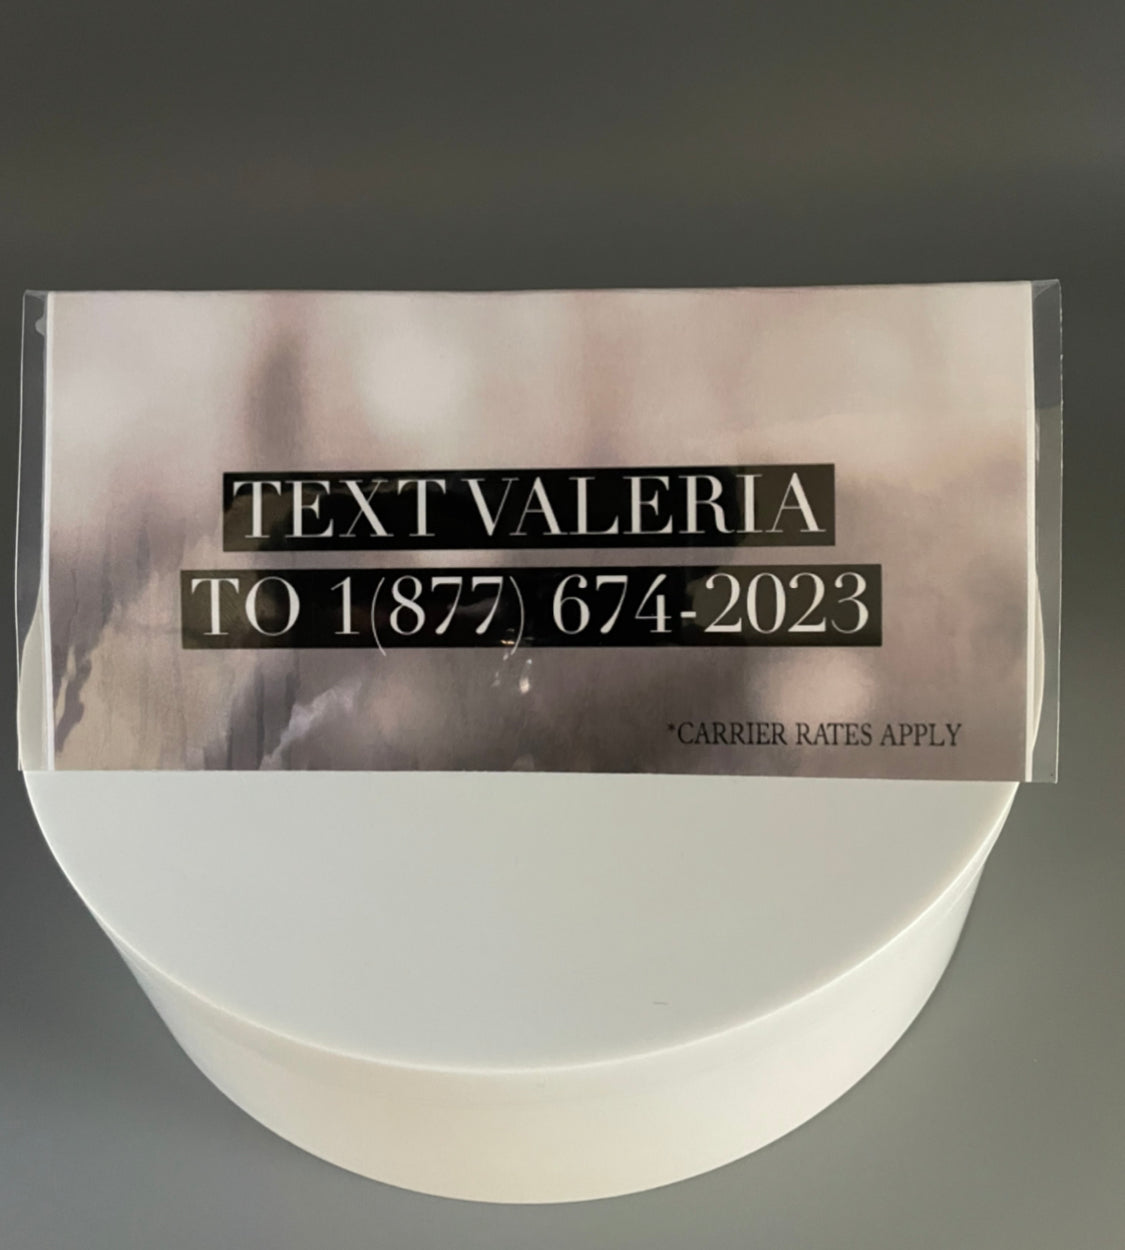 TEXT VALERIA
TO 1(877) 674-2023
*CARRIER RATES APPLY